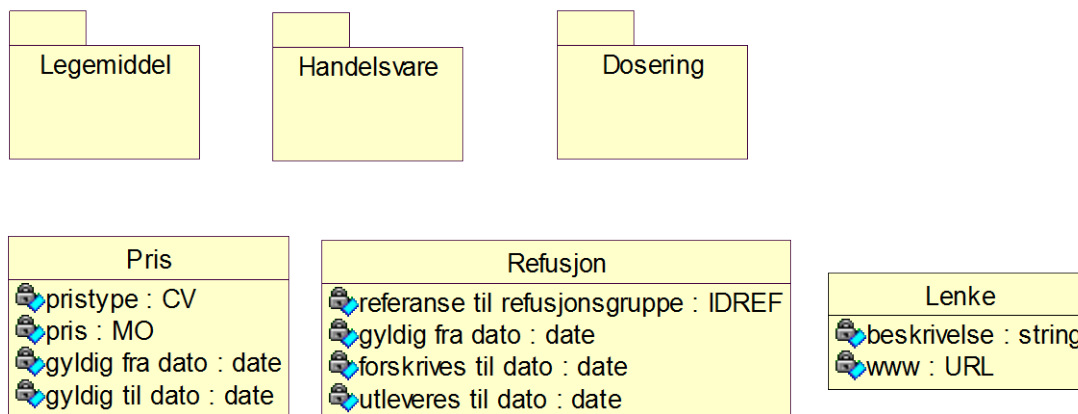 Legemiddel
Handelsvare
Dosering
Pris
pristype : CV
pris : MO
gyldig fra dato : date
gyldig til dato : date
Refusjon
referanse til refusjonsgruppe : IDREF
gyldig fra dato : date
forskrives til dato : date
utleveres til dato : date
Lenke
beskrivelse : string
www : URL